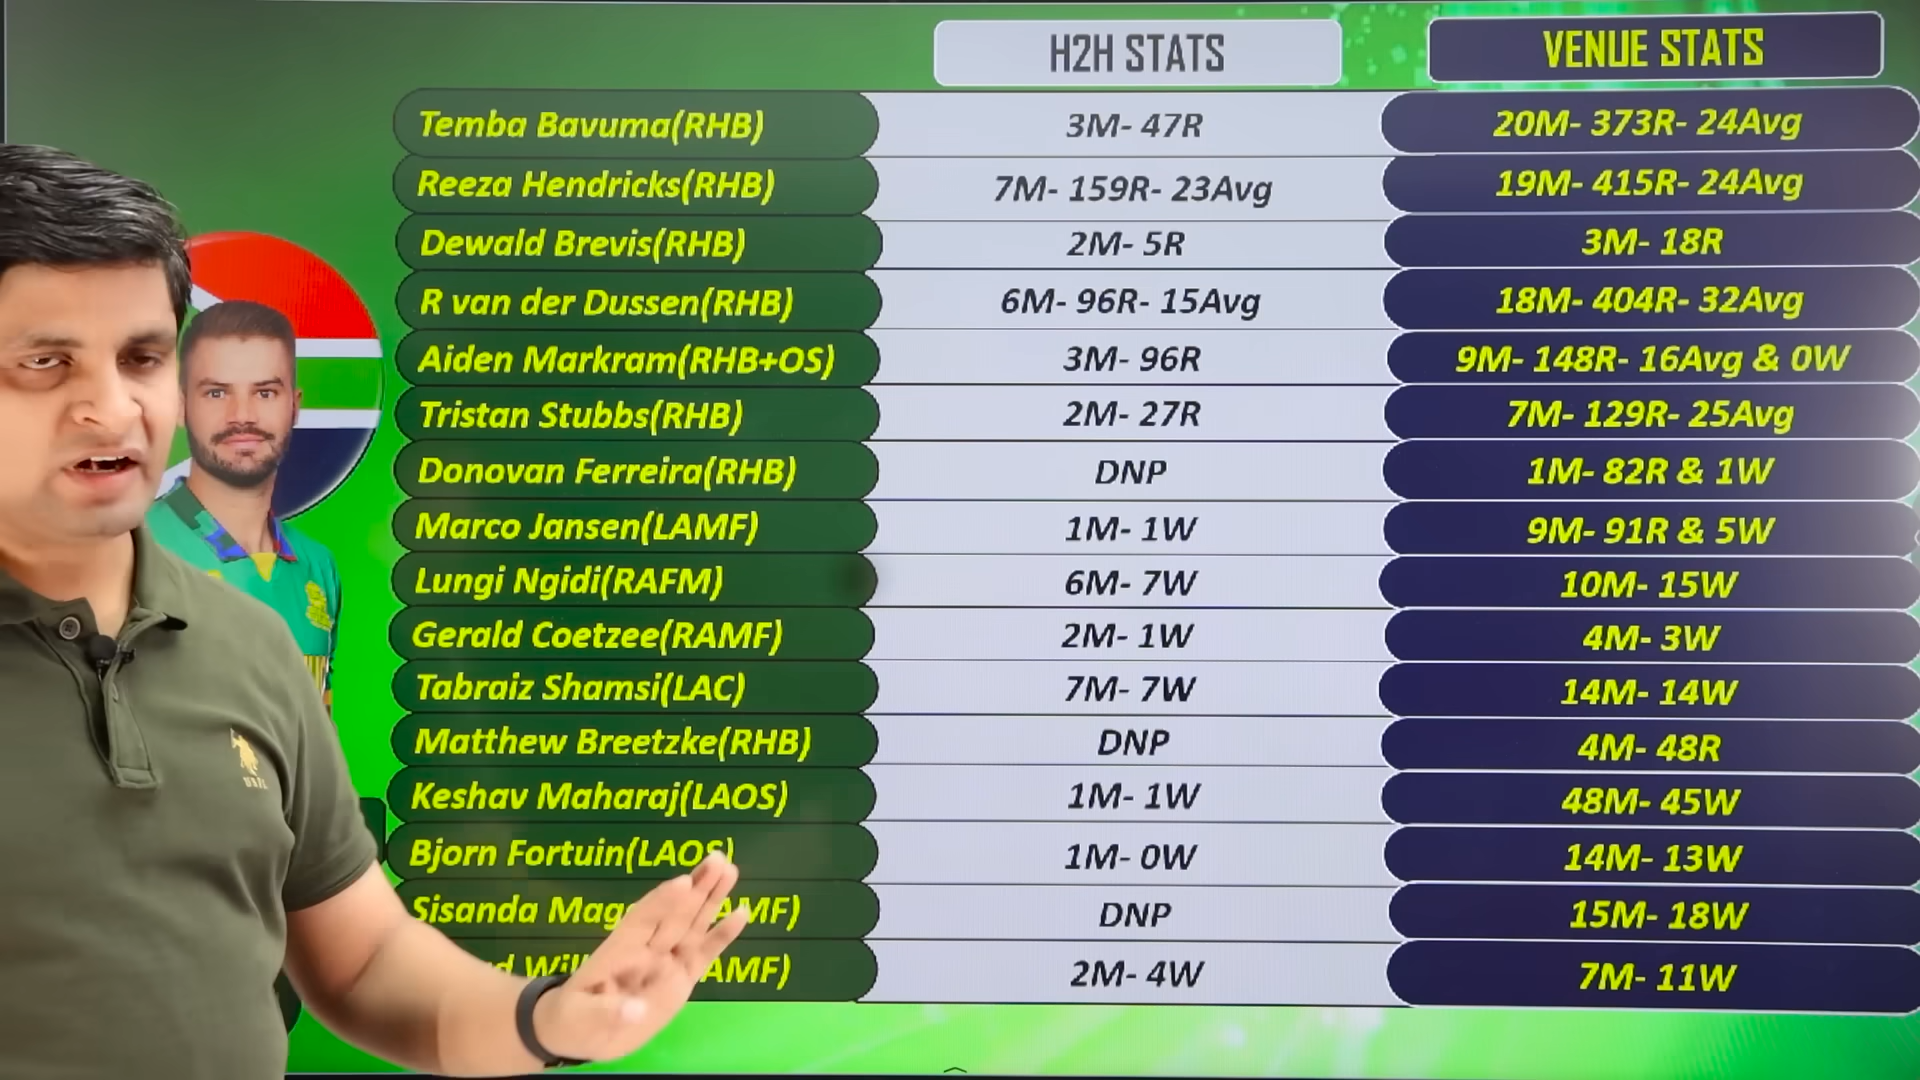 H2H STATS VENUE STATS
Temba Bavuma(RHB) 3M- 47R 20M- 373R- 24Avg
Reeza Hendricks(RHB) 7M- 159R- 23Avg 19M- 415R- 24Avg
Dewald Brevis(RHB) 2M- 5R 3M- 18R
R van der Dussen(RHB) 6M- 96R- 15Avg 18M- 404R- 32Avg
Aiden Markram(RHB+OS) 3M- 96R 9M- 148R- 16Avg & 0W
Tristan Stubbs(RHB) 2M- 27R 7M- 129R- 25Avg
Donovan Ferreira(RHB) DNP 1M- 82R & 1W
Marco Jansen(LAMF) 1M- 1W 9M- 91R & 5W
Lungi Ngidi(RAFM) 6M- 7W 10M- 15W
Gerald Coetzee(RAMF) 2M- 1W 4M- 3W
Tabraiz Shamsi(LAC) 7M- 7W 14M- 14W
Matthew Breetzke(RHB) DNP 4M- 48R
Keshav Maharaj(LAOS) 1M- 1W 48M- 45W
Bjorn Fortuin(LAOS) 1M- 0W 14M- 13W
Sisanda DNP 15M- 18W
2M- 4W 7M- 11W